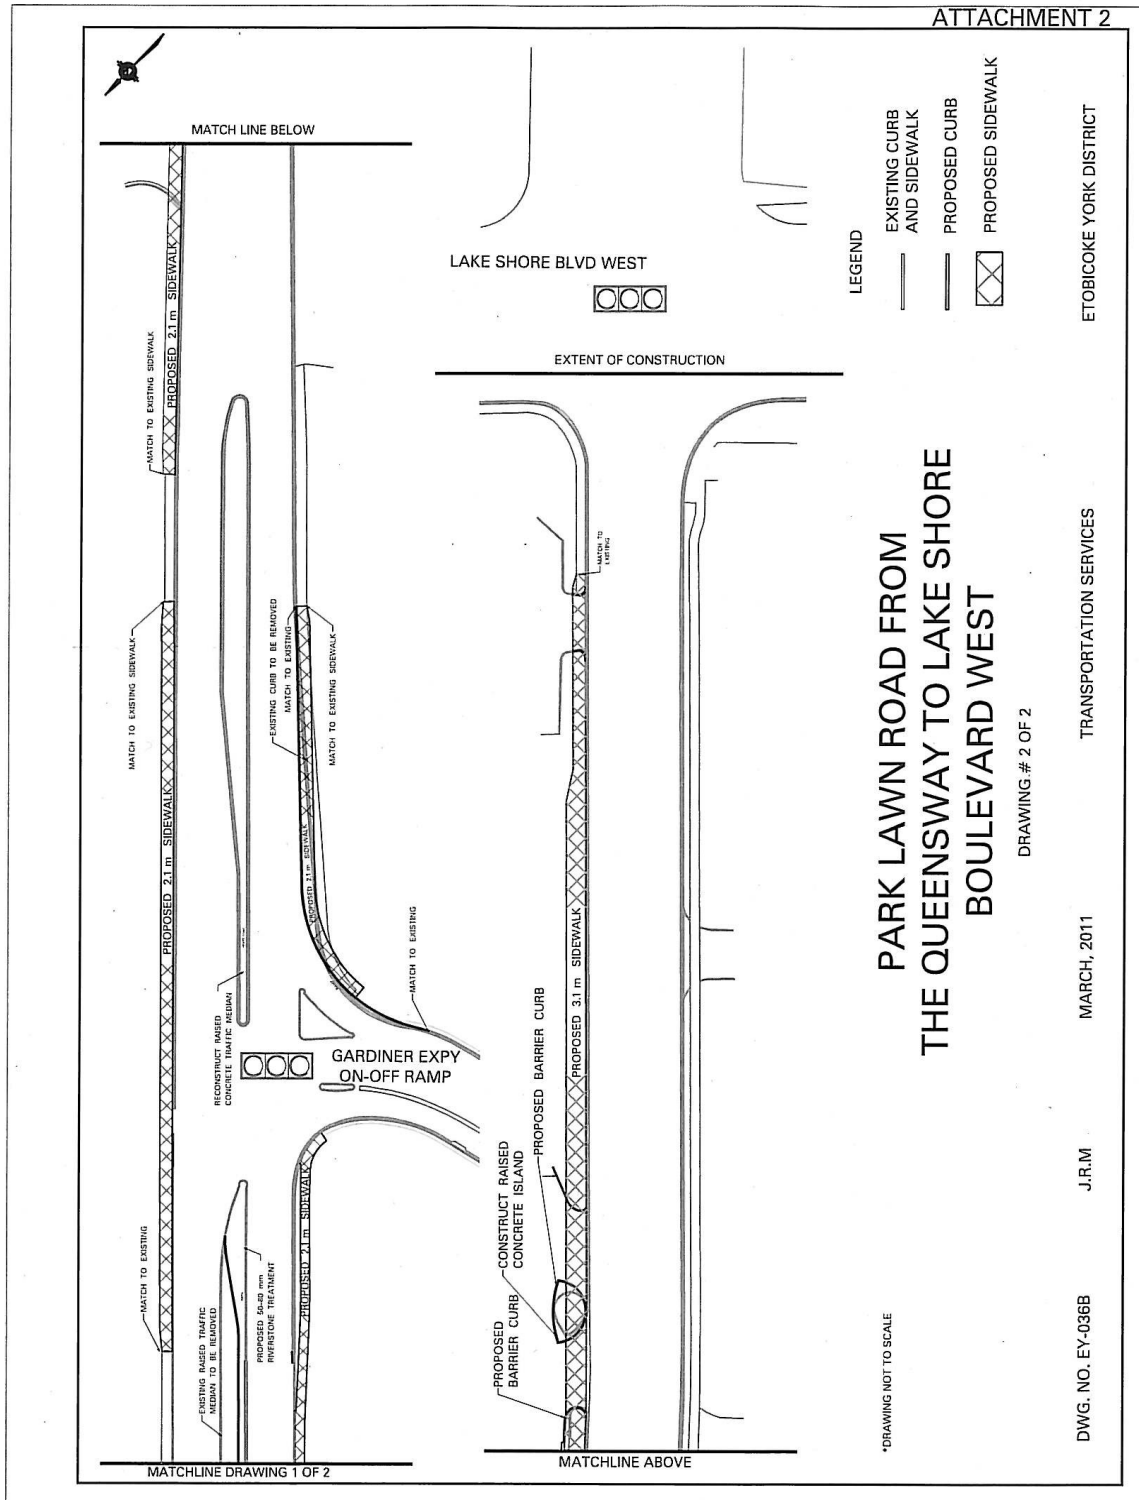 ATTACHMENT 2
MATCH LINE BELOW
PROPOSED 2.1 m SIDEWALK
MATCH TO EXISTING SIDEWALK
MATCH TO EXISTING SIDEWALK
PROPOSED 2.1 m SIDEWALK
MATCH TO EXISTING
EXISTING CURB TO BE REMOVED
MATCH TO EXISTING
MATCH TO EXISTING SIDEWALK
PROPOSED 2.1 m SIDEWALK
MATCH TO EXISTING
RECONSTRUCT RAISED
CONCRETE TRAFFIC MEDIAN
GARDINER EXPY
ON-OFF RAMP
EXISTING RAISED TRAFFIC
MEDIAN TO BE REMOVED
PROPOSED 50-80 mm
RIVERSTONE TREATMENT
PROPOSED 2.1 m SIDEWALK
MATCHLINE DRAWING 1 OF 2
LAKE SHORE BLVD WEST
EXTENT OF CONSTRUCTION
MATCH TO
EXISTING
PROPOSED 3.1 m SIDEWALK
PROPOSED BARRIER CURB
CONSTRUCT RAISED
CONCRETE ISLAND
PROPOSED
BARRIER CURB
MATCHLINE ABOVE
LEGEND
EXISTING CURB
AND SIDEWALK
PROPOSED CURB
PROPOSED SIDEWALK
PARK LAWN ROAD FROM
THE QUEENSWAY TO LAKE SHORE
BOULEVARD WEST
DRAWING # 2 OF 2
*DRAWING NOT TO SCALE
DWG. NO. EY-036B
J.R.M
MARCH, 2011
TRANSPORTATION SERVICES
ETOBICOKE YORK DISTRICT